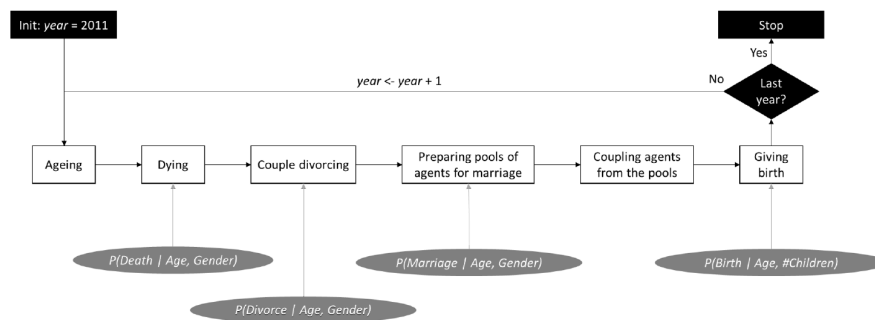 Init: year = 2011
Stop
Yes
No
Last
year?
year <- year + 1
Ageing
Dying
Couple divorcing
Preparing pools of
agents for marriage
Coupling agents
from the pools
Giving
birth
P(Death | Age, Gender)
P(Marriage | Age, Gender)
P(Birth | Age, #Children)
P(Divorce | Age, Gender)